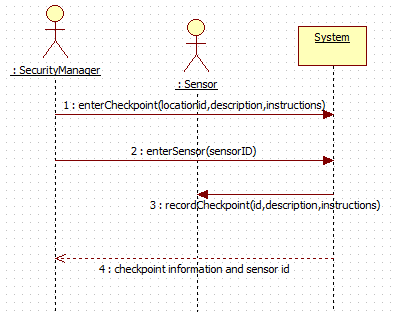 System
: SecurityManager
: Sensor
1 : enterCheckpoint(locationIid,description,instructions)
2 : enterSensor(sensorID)
3 : recordCheckpoint(id,description,instructions)
4 : checkpoint information and sensor id